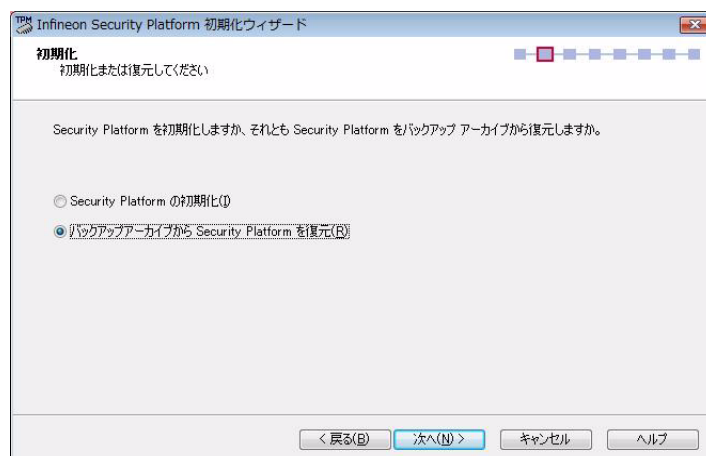 TPM
Infineon Security Platform 初期化ウィザード
初期化
初期化または復元してください
Security Platform を初期化しますか、それとも Security Platform をバックアップ アーカイブから復元しますか。
Security Platform の初期化(I)
バックアップアーカイブから Security Platform を復元(R)
< 戻る(B)
次へ(N) >
キャンセル
ヘルプ